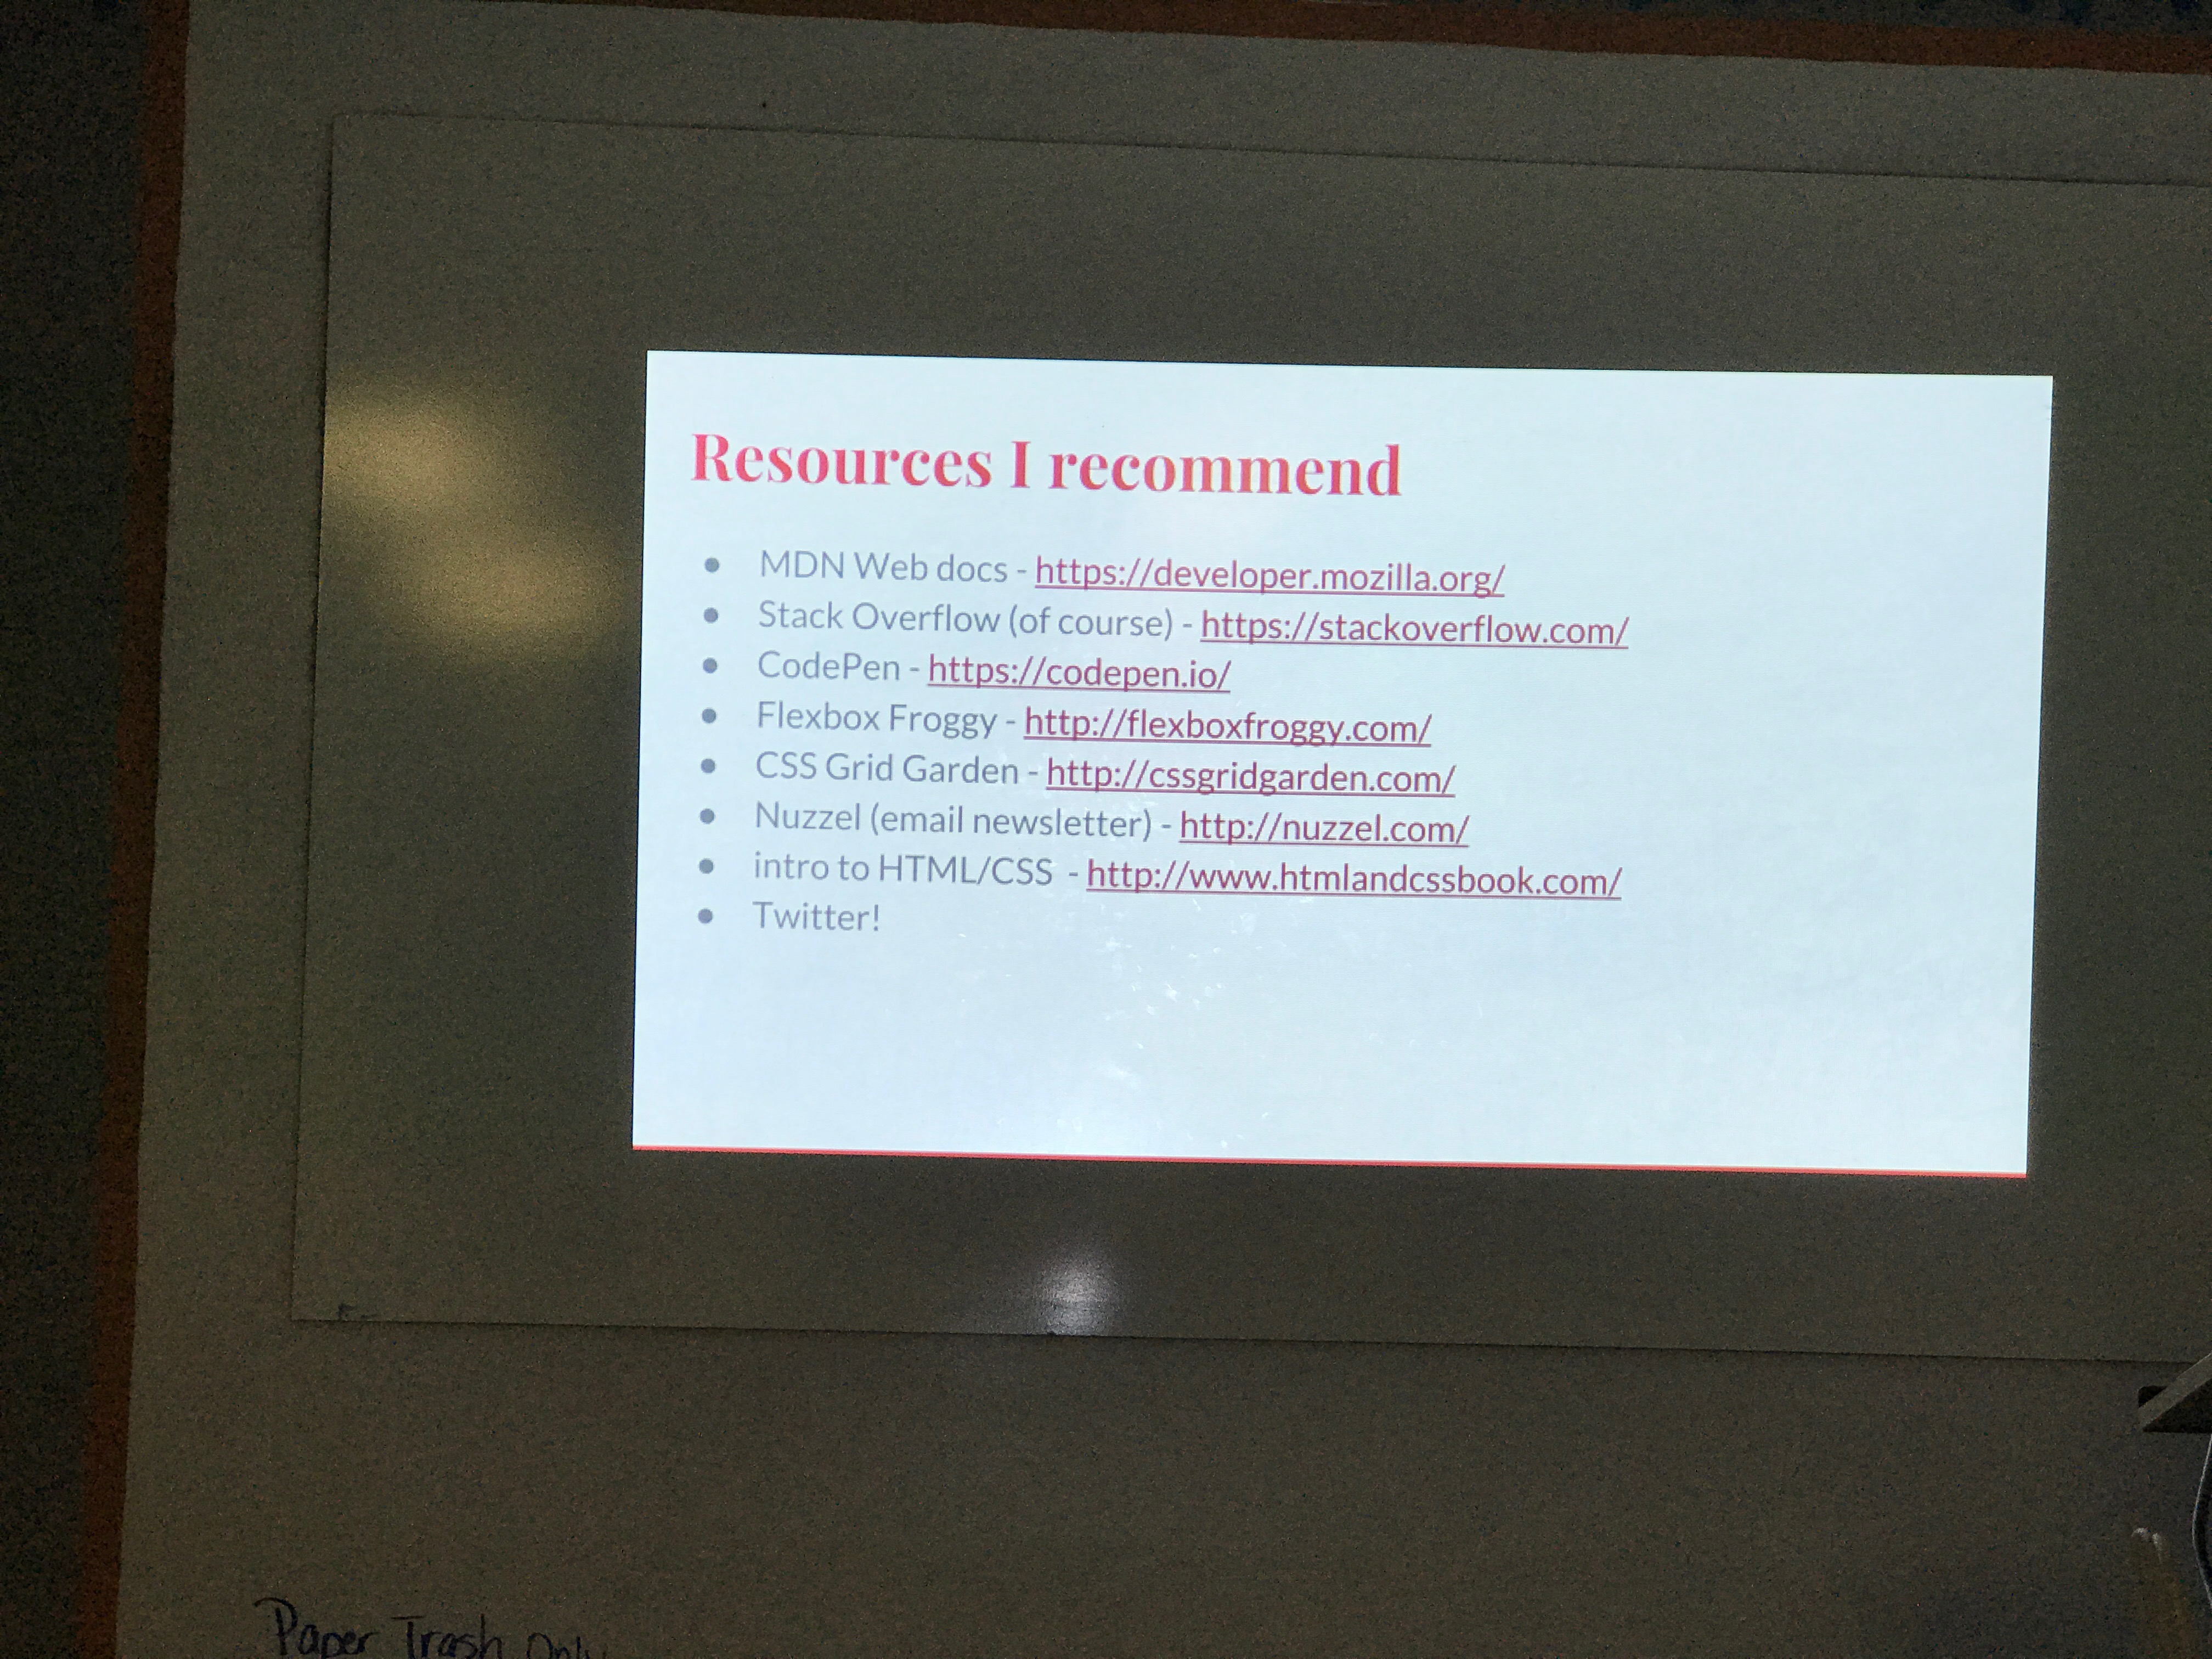 Resources I recommend
● MDN Web docs - https://developer.mozilla.org/
● Stack Overflow (of course) - https://stackoverflow.com/
● CodePen - https://codepen.io/
● Flexbox Froggy - http://flexboxfroggy.com/
● CSS Grid Garden - http://cssgridgarden.com/
● Nuzzel (email newsletter) - http://nuzzel.com/
● intro to HTML/CSS - http://www.htmlandcssbook.com/
● Twitter!
Paper Trash Only